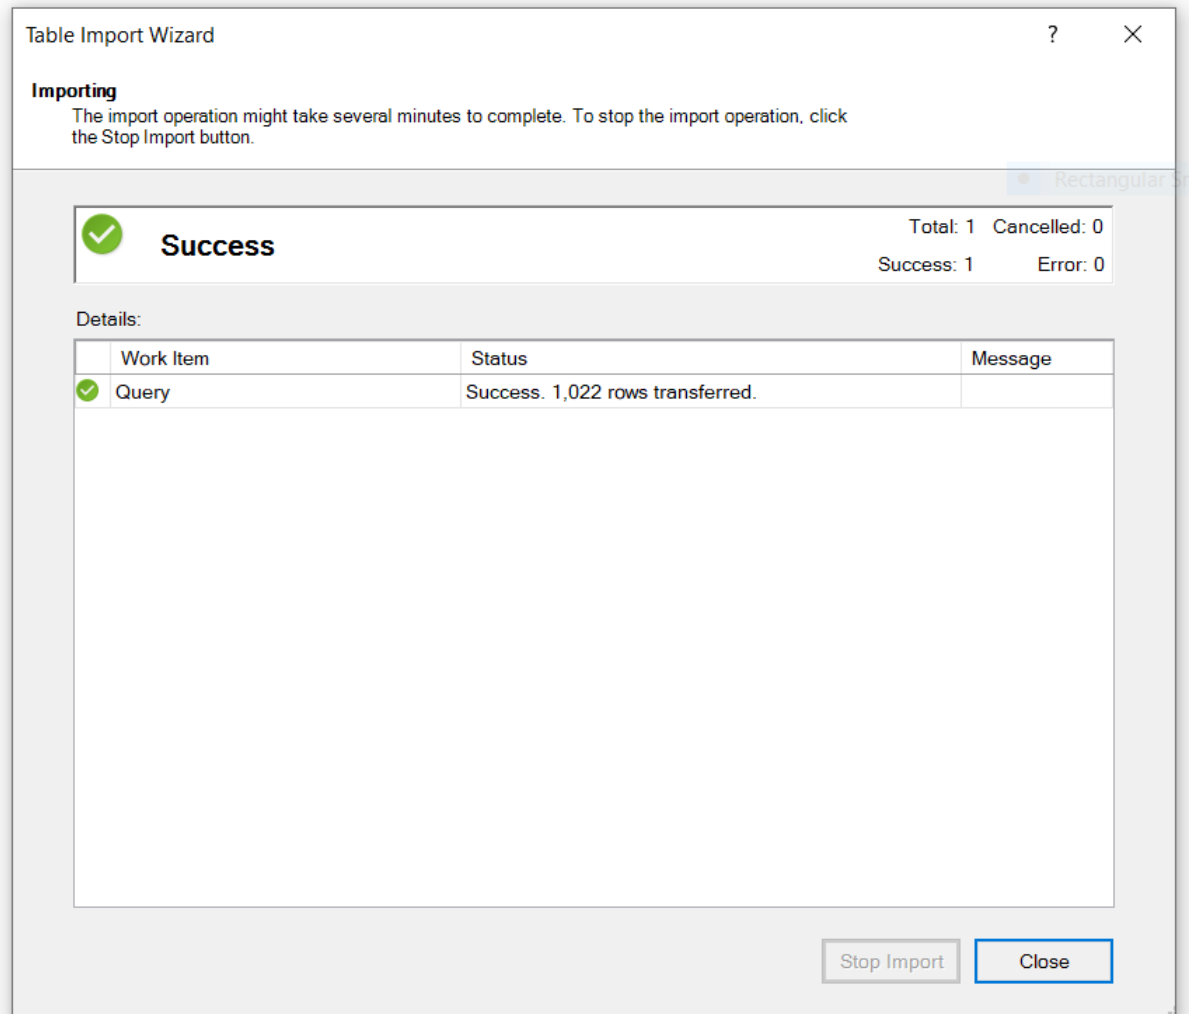 Table Import Wizard
?
Importing
The import operation might take several minutes to complete. To stop the import operation, click
the Stop Import button.
Rectangular Sn
Success
Total: 1 Cancelled: 0
Success: 1 Error: 0
Details:
Work Item Status Message
Query Success. 1,022 rows transferred.
Stop Import Close